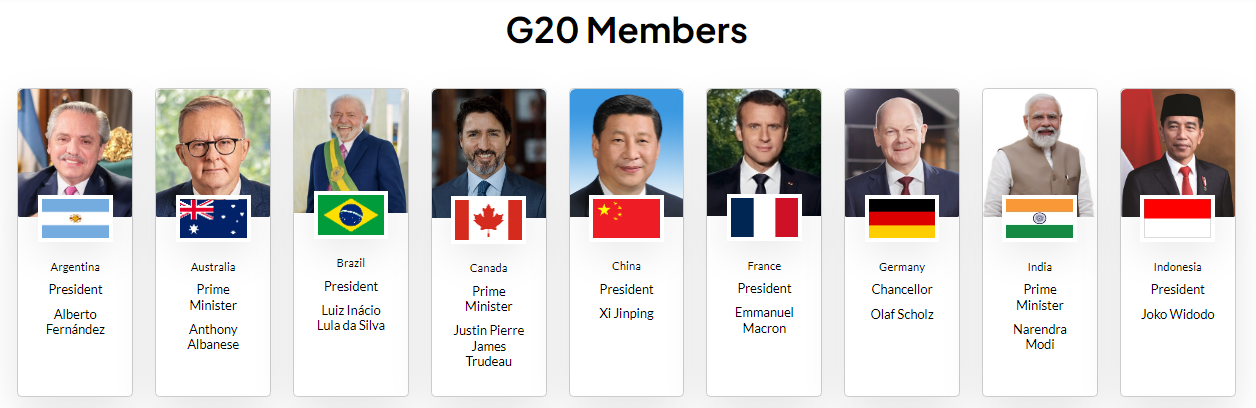 G20 Members
Argentina
President
Alberto
Fernández
Australia
Prime
Minister
Anthony
Albanese
Brazil
President
Luiz Inácio
Lula da Silva
Canada
Prime
Minister
Justin Pierre
James
Trudeau
China
President
Xi Jinping
France
President
Emmanuel
Macron
Germany
Chancellor
Olaf Scholz
India
Prime
Minister
Narendra
Modi
Indonesia
President
Joko Widodo